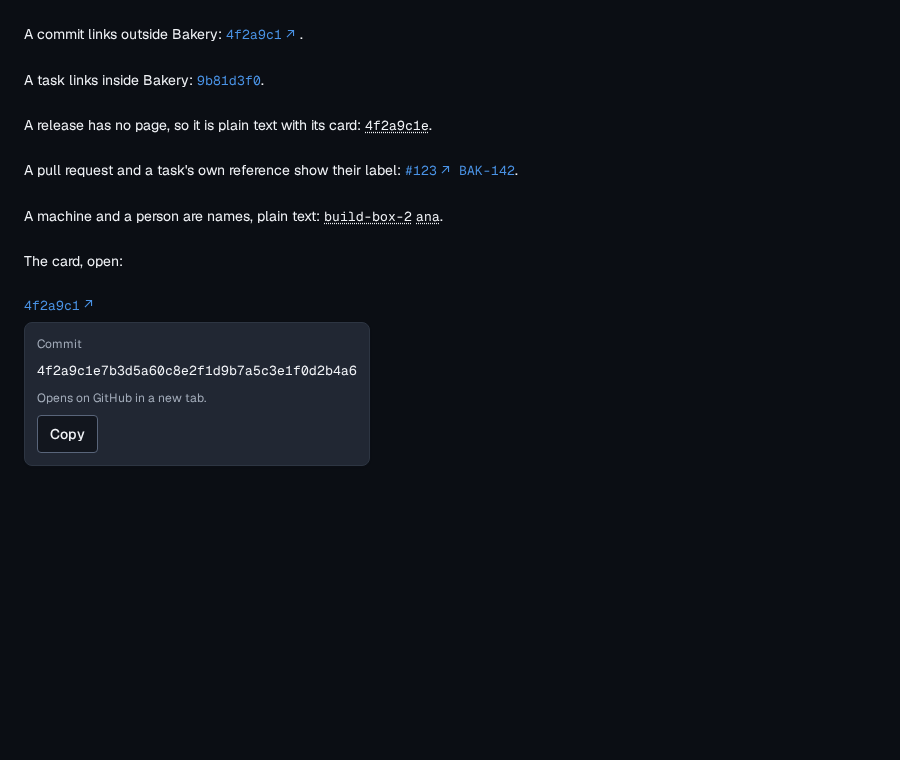 A commit links outside Bakery: 4f2a9c1 ↗ .
A task links inside Bakery: 9b81d3f0.
A release has no page, so it is plain text with its card: 4f2a9c1e.
A pull request and a task's own reference show their label: #123 ↗ BAK-142.
A machine and a person are names, plain text: build-box-2 ana.
The card, open:
4f2a9c1 ↗
Commit
4f2a9c1e7b3d5a60c8e2f1d9b7a5c3e1f0d2b4a6
Opens on GitHub in a new tab.
Copy